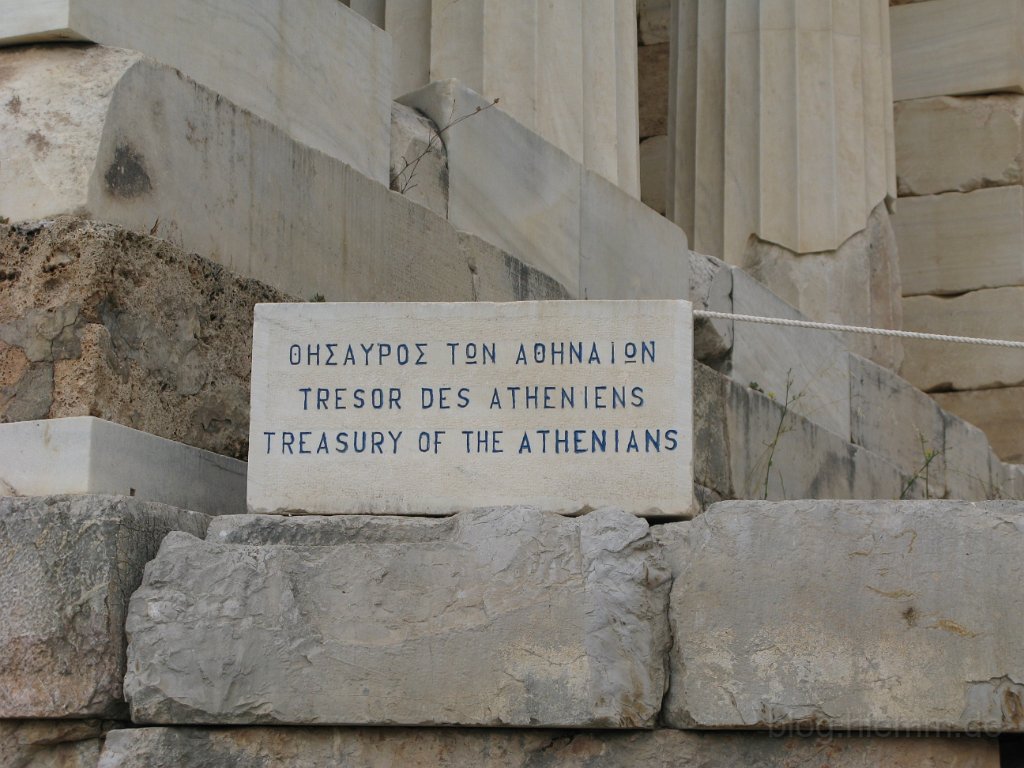 ΘΗΣΑΥΡΟΣ ΤΩΝ ΑΘΗΝΑΙΩΝ
TRESOR DES ATHENIENS
TREASURY OF THE ATHENIANS